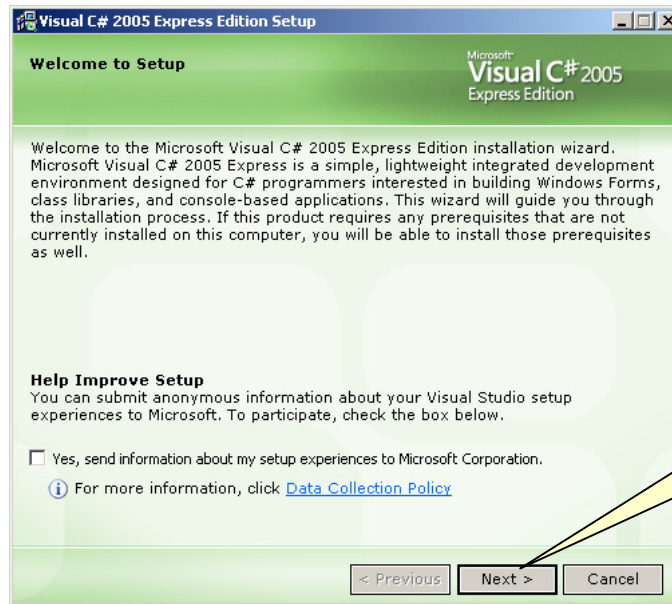 Visual C# 2005 Express Edition Setup
Welcome to Setup
Microsoft
Visual C# 2005
Express Edition
Welcome to the Microsoft Visual C# 2005 Express Edition installation wizard.
Microsoft Visual C# 2005 Express is a simple, lightweight integrated development
environment designed for C# programmers interested in building Windows Forms,
class libraries, and console-based applications. This wizard will guide you through
the installation process. If this product requires any prerequisites that are not
currently installed on this computer, you will be able to install those prerequisites
as well.
Help Improve Setup
You can submit anonymous information about your Visual Studio setup
experiences to Microsoft. To participate, check the box below.
Yes, send information about my setup experiences to Microsoft Corporation.
For more information, click Data Collection Policy
< Previous Next > Cancel